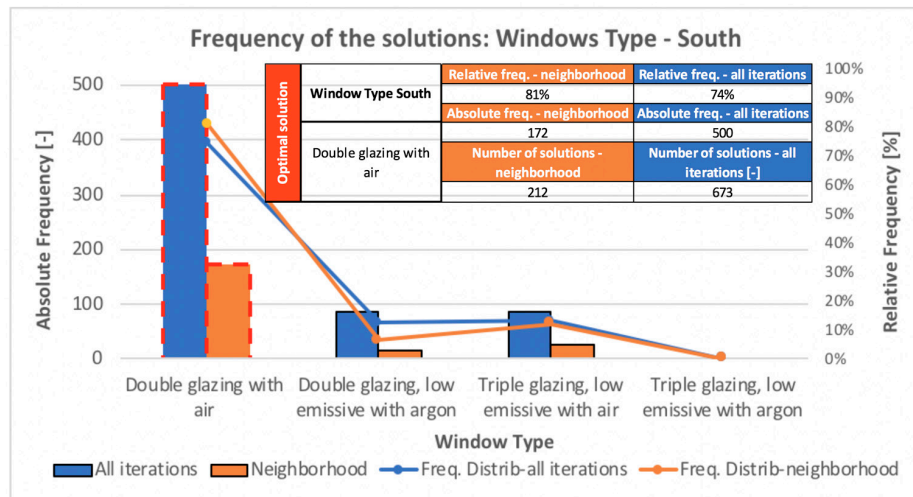 Frequency of the solutions: Windows Type - South
Absolute Frequency [-]
500
400
300
200
100
0
Relative Frequency [%]
100%
90%
80%
70%
60%
50%
40%
30%
20%
10%
0%
Optimal solution
Window Type South
Relative freq. - neighborhood
Relative freq. - all iterations
81%
74%
Absolute freq. - neighborhood
Absolute freq. - all iterations
Double glazing with
air
172
500
Number of solutions -
neighborhood
Number of solutions - all
iterations [-]
212
673
Double glazing with
air
Double glazing, low
emissive with argon
Triple glazing, low
emissive with air
Triple glazing, low
emissive with argon
Window Type
All iterations
Neighborhood
Freq. Distrib-all iterations
Freq. Distrib-neighborhood